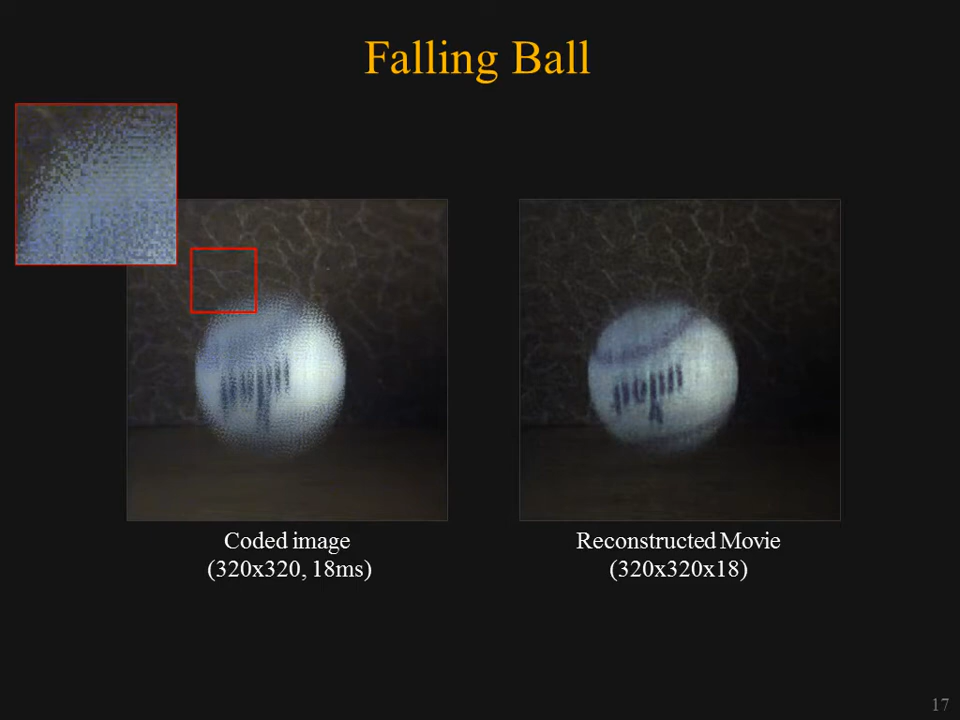 Falling Ball
Coded image
(320x320, 18ms)
Reconstructed Movie
(320x320x18)
17